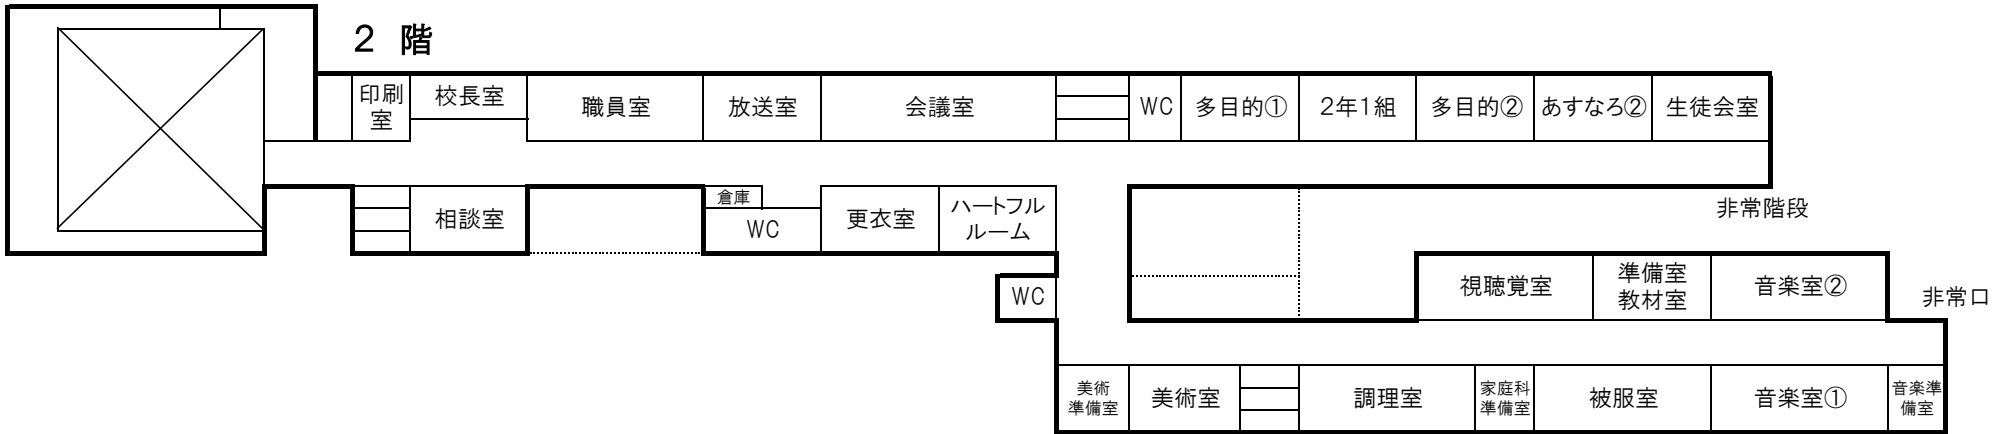 ２ 階
印刷
室
校長室
職員室
放送室
会議室
WC
多目的①
２年１組
多目的②
あすなろ②
生徒会室
倉庫
相談室
WC
更衣室
ハートフル
ルーム
非常階段
WC
視聴覚室
準備室
教材室
音楽室②
非常口
美術
準備室
美術室
調理室
家庭科
準備室
被服室
音楽室①
音楽準
備室